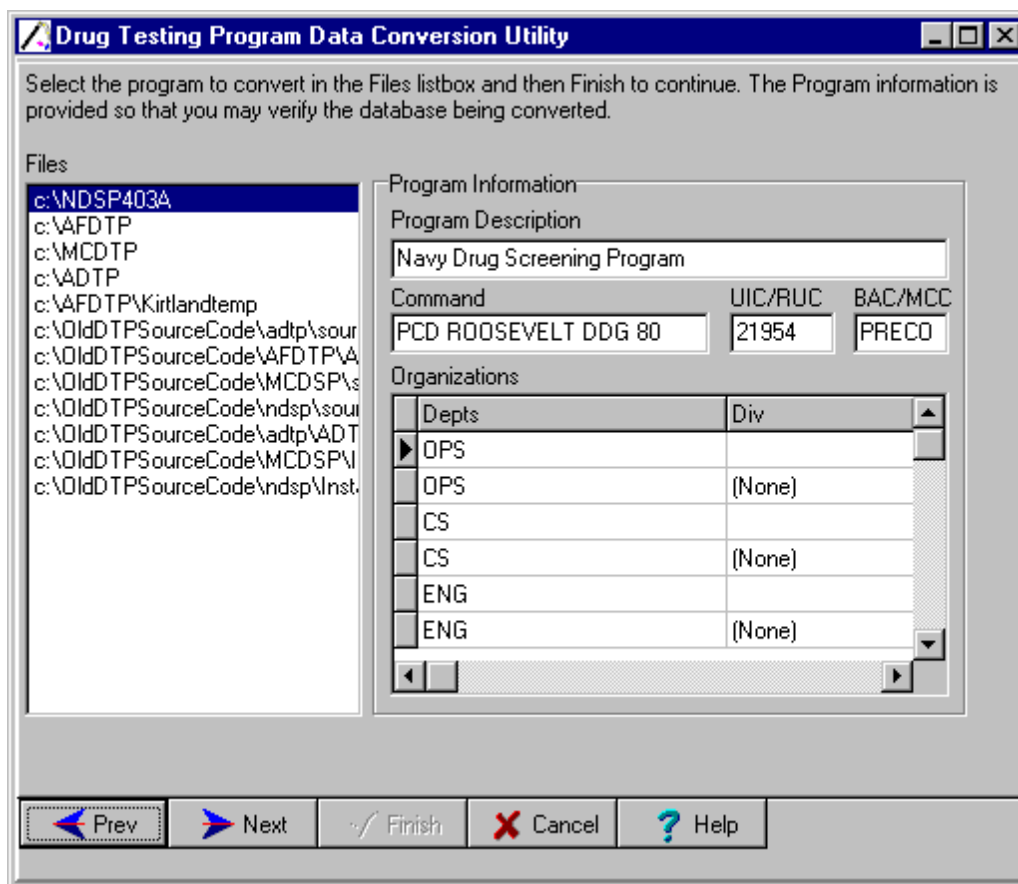 Drug Testing Program Data Conversion Utility
Select the program to convert in the Files listbox and then Finish to continue. The Program information is
provided so that you may verify the database being converted.
Files
c:\NDSP403A
c:\AFDTP
c:\MCDTP
c:\ADTP
c:\AFDTP\Kirtlandtemp
c:\OldDTPSourceCode\adtp\sour
c:\OldDTPSourceCode\AFDTP\A
c:\OldDTPSourceCode\MCDSP\s
c:\OldDTPSourceCode\ndsp\sour
c:\OldDTPSourceCode\adtp\ADT
c:\OldDTPSourceCode\MCDSP\I
c:\OldDTPSourceCode\ndsp\Insta
Program Information
Program Description
Navy Drug Screening Program
Command UIC/RUC BAC/MCC
PCD ROOSEVELT DDG 80 21954 PRECO
Organizations
Depts Div
OPS
OPS (None)
CS
CS (None)
ENG
ENG (None)
Prev Next Finish Cancel Help